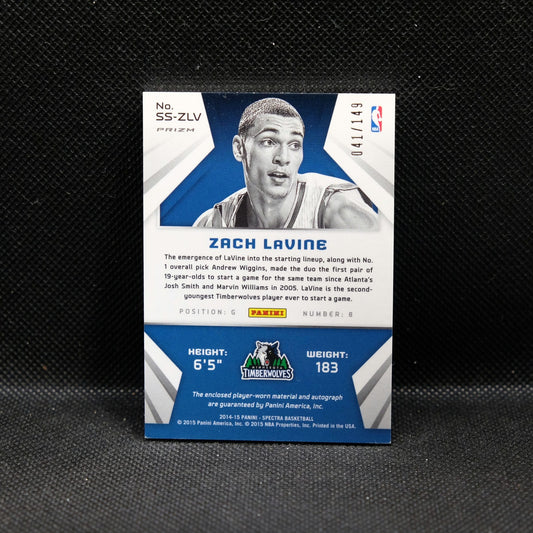 No.
SS-ZLV
PRIZM
041/149
NBA
ZACH LaVINE
The emergence of LaVine into the starting lineup, along with No.
1 overall pick Andrew Wiggins, made the duo the first pair of
19-year-olds to start a game for the same team since Atlanta's
Josh Smith and Marvin Williams in 2005. LaVine is the second-
youngest Timberwolves player ever to start a game.
POSITION: G PANINI NUMBER: 8
HEIGHT: WEIGHT:
6'5" 183
MINNESOTA
TIMBERWOLVES
The enclosed player-worn material and autograph
are guaranteed by Panini America, Inc.
2014-15 PANINI - SPECTRA BASKETBALL
© 2015 Panini America, Inc. © 2015 NBA Properties, Inc. Printed in the USA.